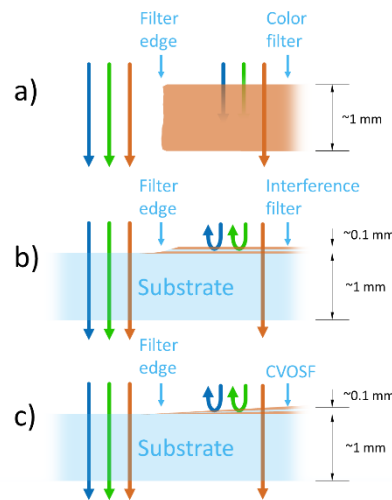 Filter
edge
Color
filter
a)
~1 mm
Filter
edge
Interference
filter
b)
~0.1 mm
Substrate
~1 mm
Filter
edge
CVOSF
c)
~0.1 mm
Substrate
~1 mm